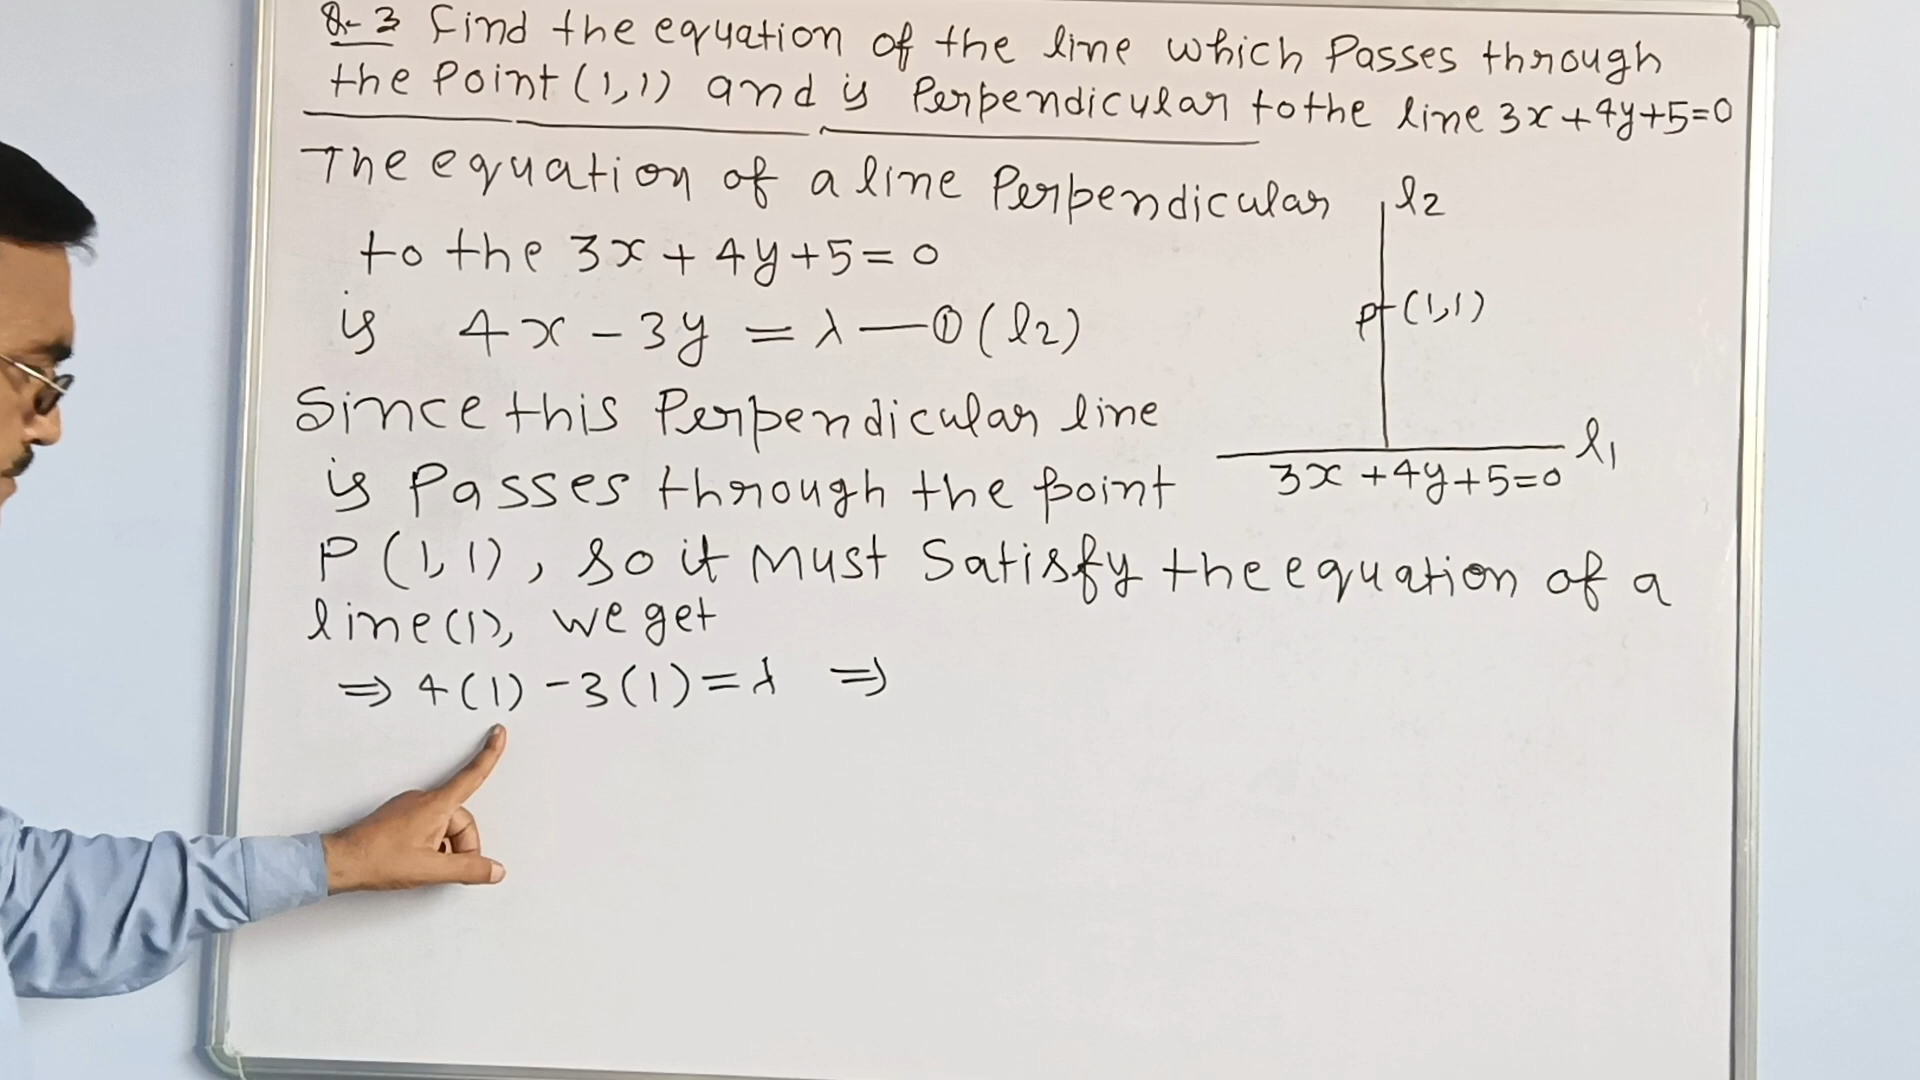 Q-3 Find the equation of the line which Passes through
the Point (1,1) and is Perpendicular to the line 3x+4y+5=0
The equation of a line Perpendicular
to the 3x+4y+5=0
is 4x-3y=λ—①(l2)
Since this Perpendicular line
is Passes through the point
P(1,1), so it Must Satisfy the equation of a
line(1), we get
⇒ 4(1)-3(1)=λ ⇒
l2
P (1,1)
l1
3x+4y+5=0